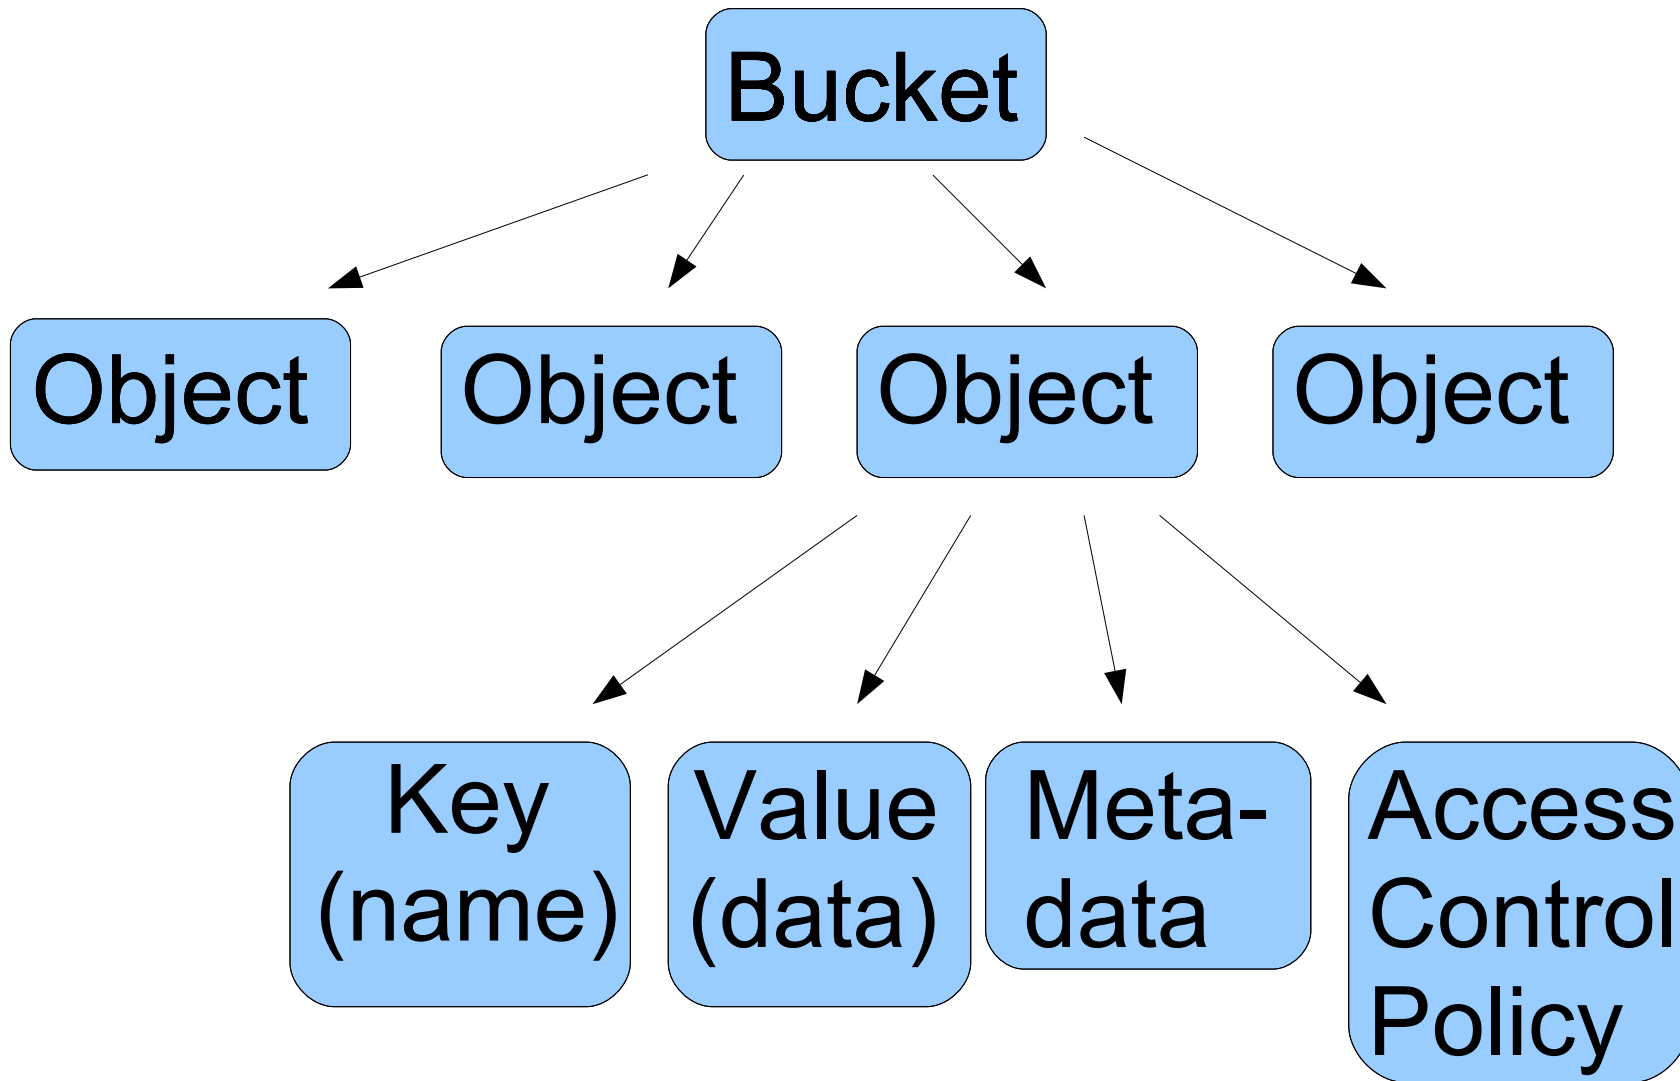 Bucket
Object
Object
Object
Object
Key
(name)
Value
(data)
Meta-
data
Access
Control
Policy